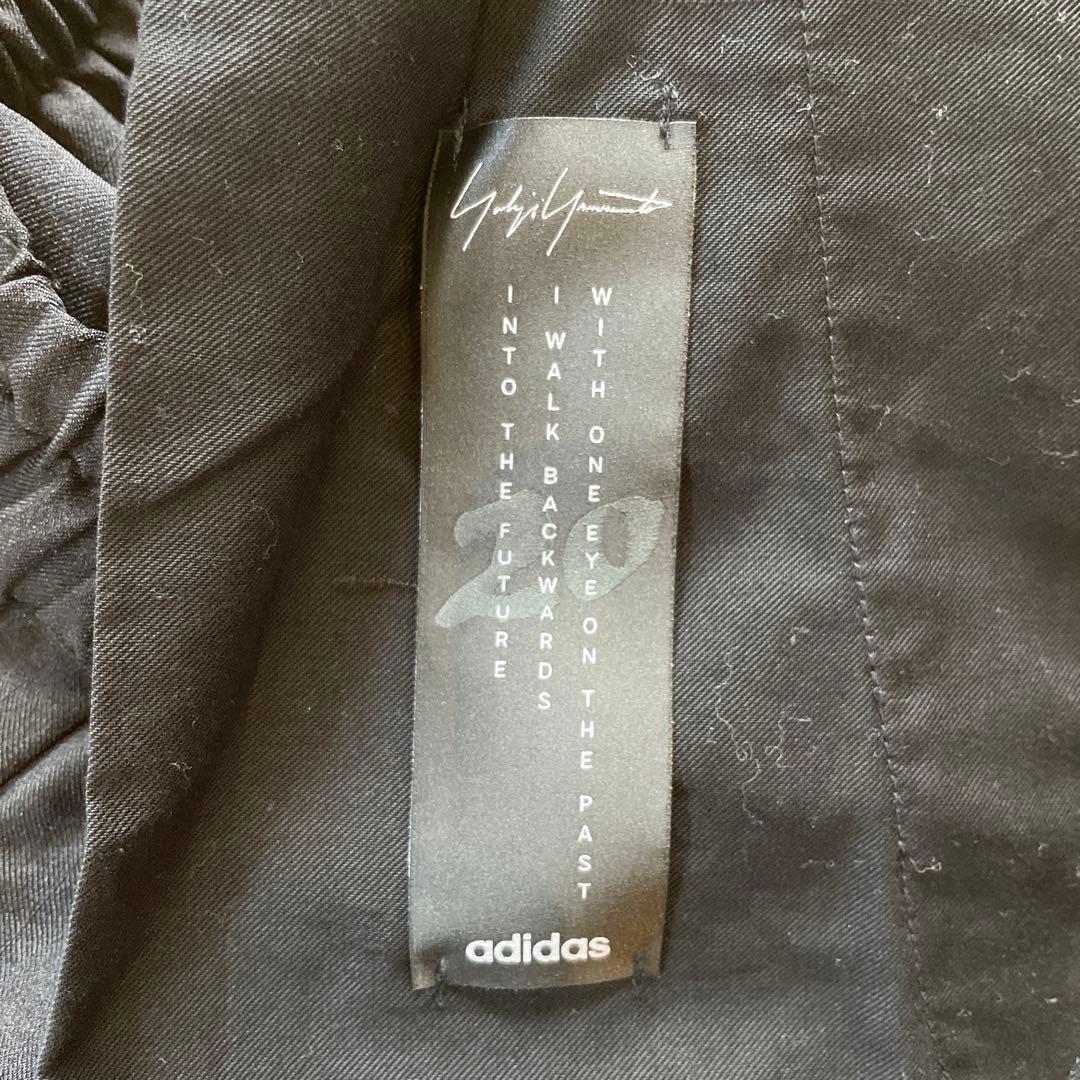 Yohji Yamamoto
WITH ONE EYE ON THE PAST
I WALK BACKWARDS
INTO THE FUTURE
20
adidas